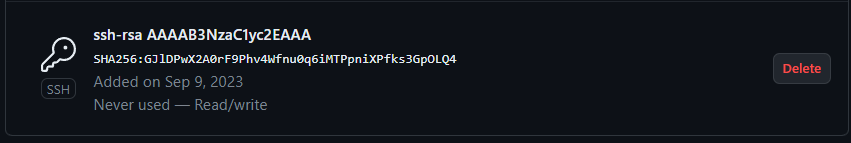 ssh-rsa AAAAB3NzaC1yc2EAAA
SHA256:GJlDPwX2A0rF9Phv4Wfnu0q6iMTPpniXPfks3GpOLQ4
SSH
Added on Sep 9, 2023
Never used — Read/write
Delete